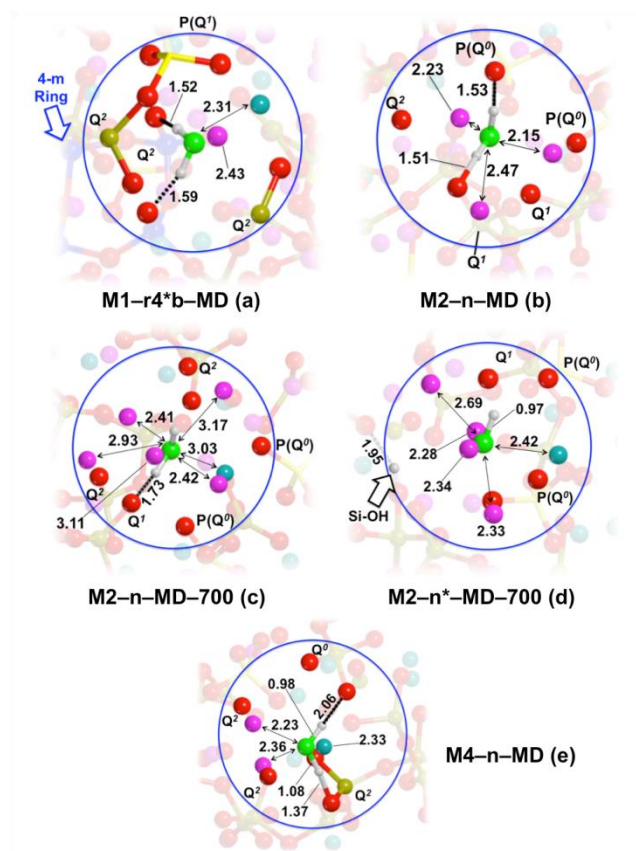 P(Q¹)
4-m
Ring
Q²
1.52
2.31
Q²
2.43
1.59
Q²
M1–r4*b–MD (a)
P(Q⁰)
2.23
1.53
Q²
P(Q⁰)
2.15
1.51
2.47
Q¹
Q¹
M2–n–MD (b)
Q²
2.41
3.17
2.93
P(Q⁰)
3.03
Q²
2.42
1.73
Q¹
3.11
P(Q⁰)
M2–n–MD–700 (c)
Q¹
P(Q⁰)
2.69
0.97
1.95
2.28
2.42
2.34
P(Q⁰)
Si-OH
2.33
M2–n*–MD–700 (d)
Q⁰
0.98
2.06
Q²
2.23
2.36
2.33
Q²
1.08
Q²
1.37
M4–n–MD (e)